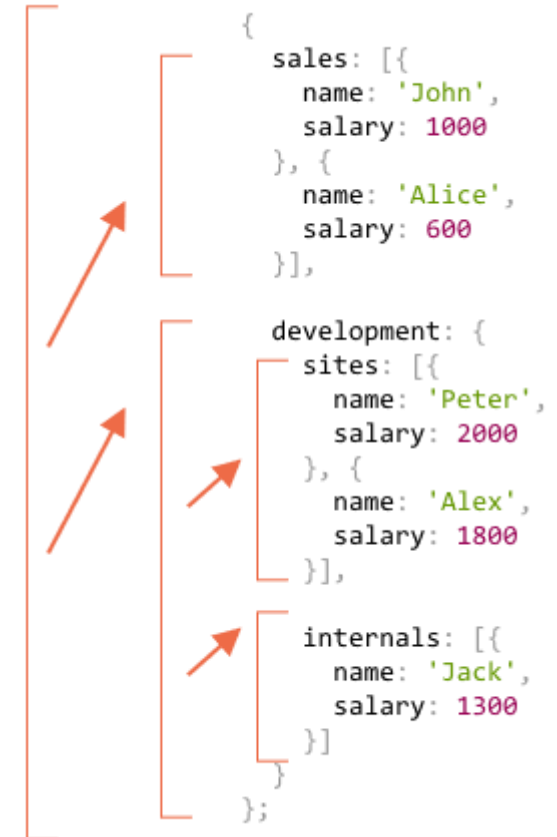 {
sales: [{
name: 'John',
salary: 1000
}, {
name: 'Alice',
salary: 600
}],
development: {
sites: [{
name: 'Peter',
salary: 2000
}, {
name: 'Alex',
salary: 1800
}],
internals: [{
name: 'Jack',
salary: 1300
}]
}
};